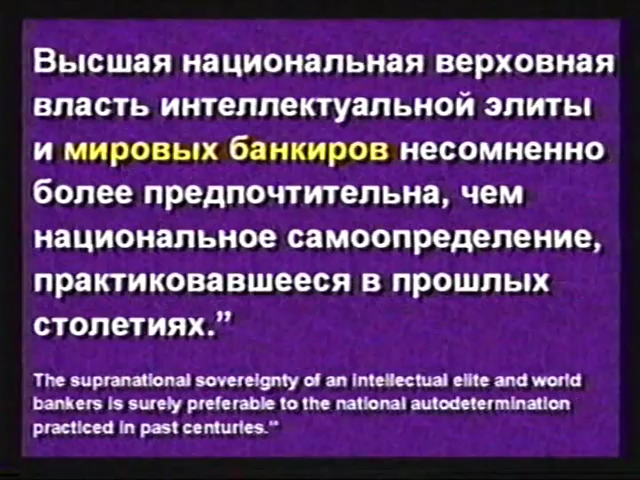 Высшая национальная верховная
власть интеллектуальной элиты
и мировых банкиров несомненно
более предпочтительна, чем
национальное самоопределение,
практиковавшееся в прошлых
столетиях.”
The supranational sovereignty of an intellectual elite and world
bankers is surely preferable to the national autodetermination
practiced in past centuries.“